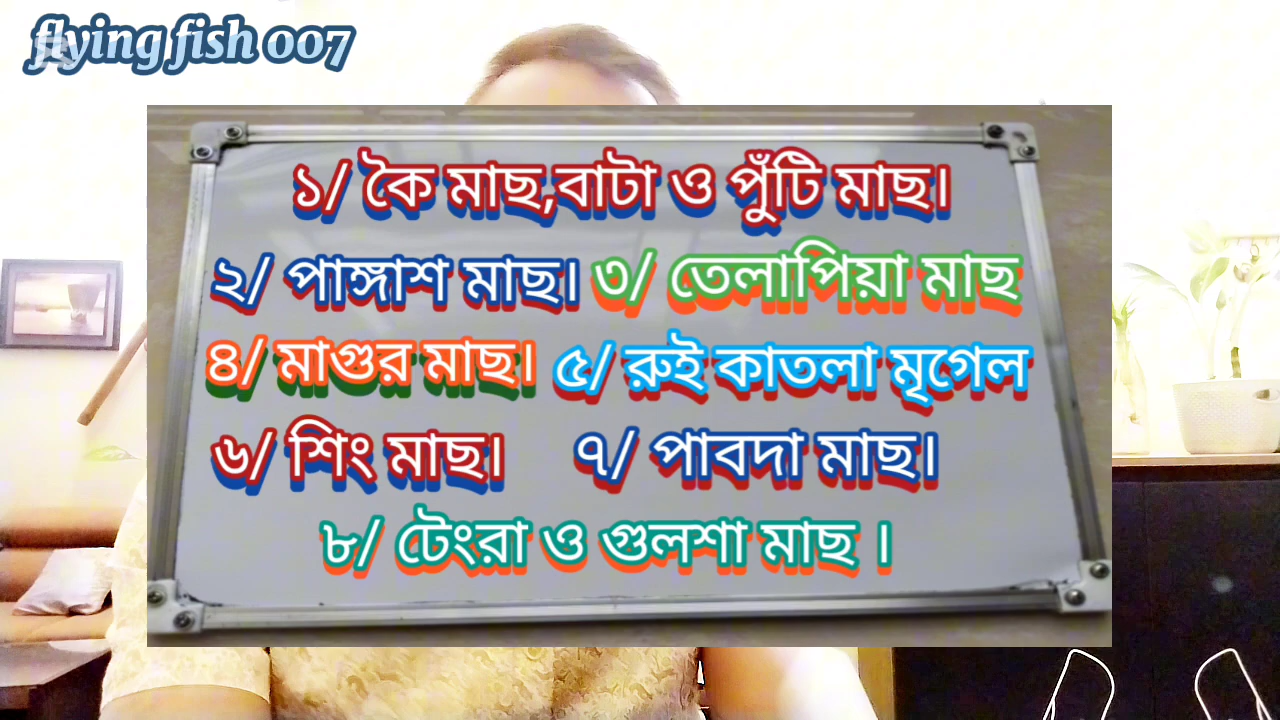 flying fish 007
১/ কৈ মাছ,বাটা ও পুঁটি মাছ।
২/ পাঙ্গাশ মাছ। ৩/ তেলাপিয়া মাছ
৪/ মাগুর মাছ। ৫/ রুই কাতলা মৃগেল
৬/ শিং মাছ। ৭/ পাবদা মাছ।
৮/ টেংরা ও গুলশা মাছ ।